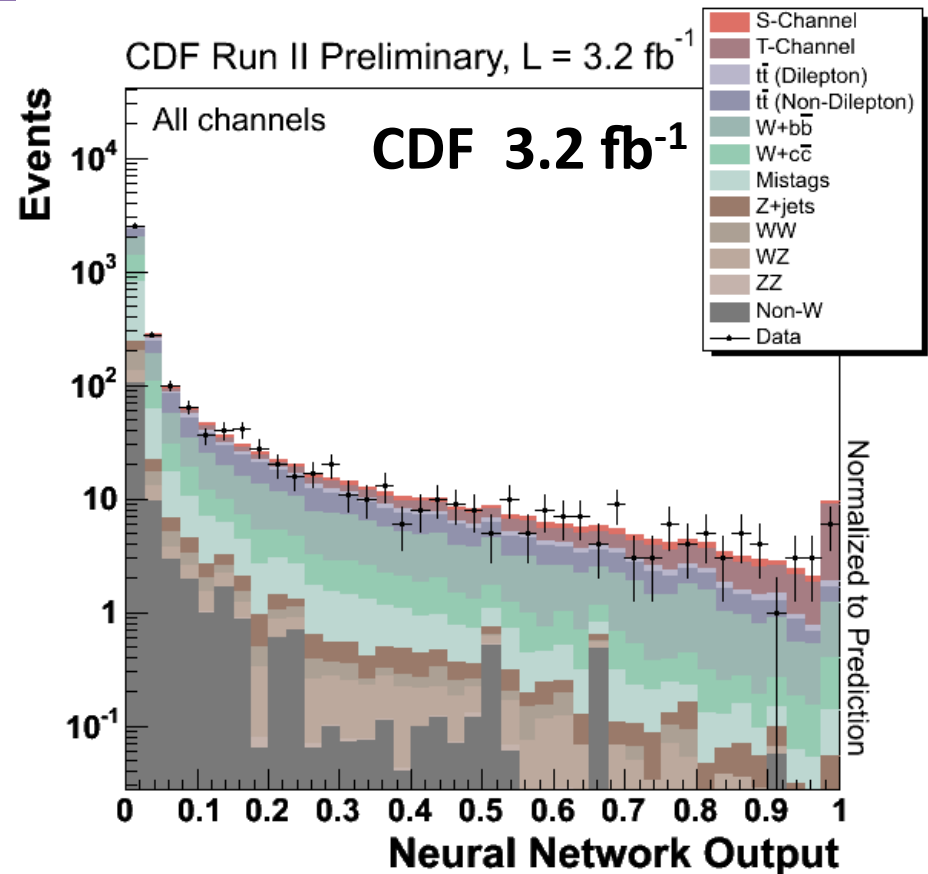 CDF Run II Preliminary, L = 3.2 fb⁻¹
All channels
CDF 3.2 fb⁻¹
S-Channel
T-Channel
tt̄ (Dilepton)
tt̄ (Non-Dilepton)
W+bb̄
W+cc̄
Mistags
Z+jets
WW
WZ
ZZ
Non-W
Data
Events
10⁴
10³
10²
10
1
10⁻¹
0 0.1 0.2 0.3 0.4 0.5 0.6 0.7 0.8 0.9 1
Neural Network Output
Normalized to Prediction